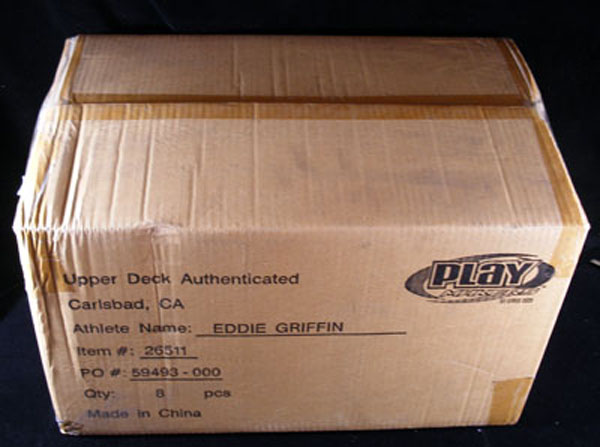 Upper Deck Authenticated
Carlsbad, CA
Athlete Name: EDDIE GRIFFIN
Item #: 26511
PO #: 59493-000
Qty: 8 pcs
Made in China
PLAY